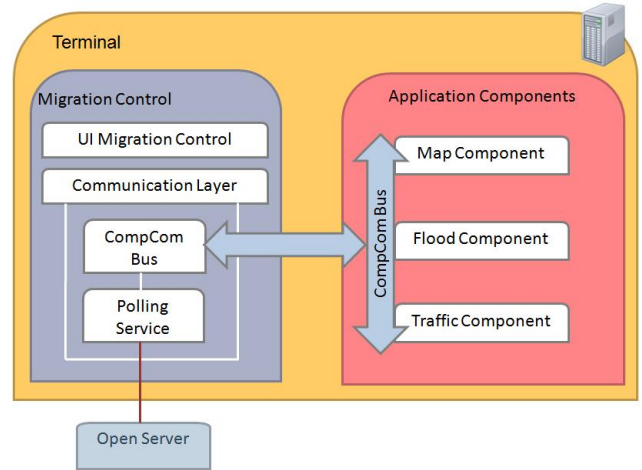 Terminal
Migration Control
UI Migration Control
Communication Layer
CompCom
Bus
Polling
Service
Open Server
Application Components
CompCom Bus
Map Component
Flood Component
Traffic Component